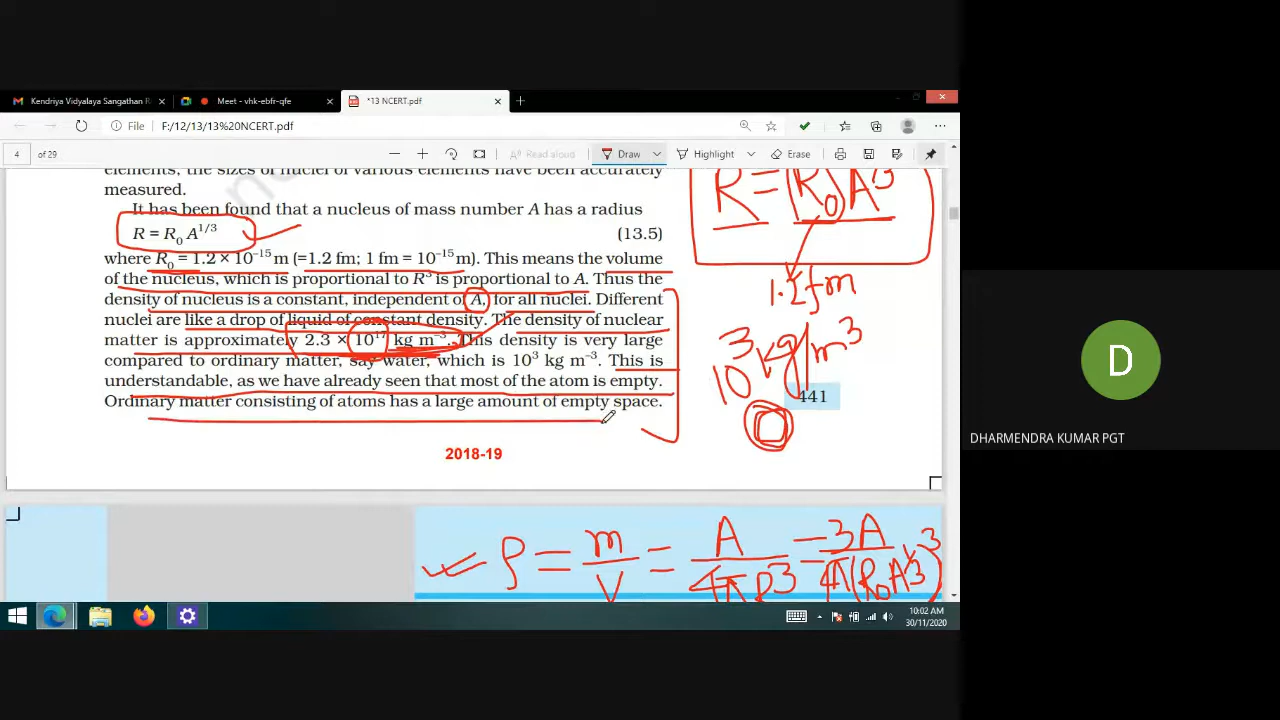 Kendriya Vidyalaya Sangathan R
Meet - vhk-ebfr-qfe
*13 NCERT.pdf
File
F:/12/13/13%20NCERT.pdf
4 of 29
Read aloud
Draw
Highlight
Erase
elements, the sizes of nuclei of various elements have been accurately
measured.
It has been found that a nucleus of mass number A has a radius
R = R₀ A^1/3 (13.5)
where R₀ = 1.2 × 10⁻¹⁵ m (=1.2 fm; 1 fm = 10⁻¹⁵ m). This means the volume
of the nucleus, which is proportional to R³ is proportional to A. Thus the
density of nucleus is a constant, independent of A, for all nuclei. Different
nuclei are like a drop of liquid of constant density. The density of nuclear
matter is approximately 2.3 × 10¹⁷ kg m⁻³. This density is very large
compared to ordinary matter, say water, which is 10³ kg m⁻³. This is
understandable, as we have already seen that most of the atom is empty.
Ordinary matter consisting of atoms has a large amount of empty space.
R = (R₀) A^1/3
1.2 fm
10³ kg/m³
441
2018-19
ρ = m/V = A/4πR³ = 3A/4π(R₀A^1/3)³
D
DHARMENDRA KUMAR PGT
10:02 AM
30/11/2020